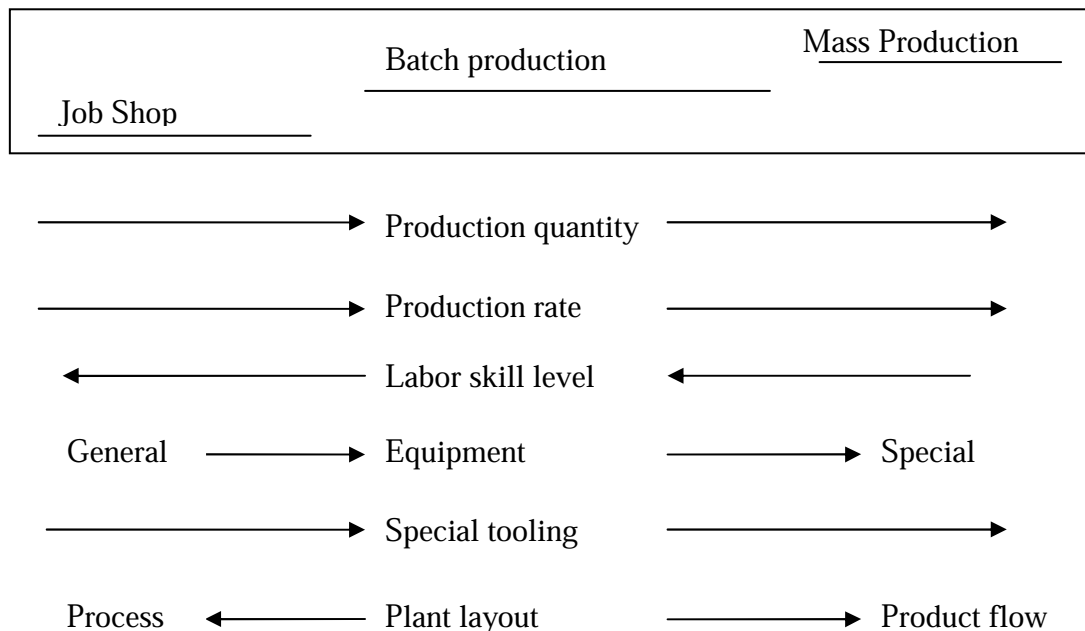 Mass Production
Batch production
Job Shop
Production quantity
Production rate
Labor skill level
General Equipment Special
Special tooling
Process Plant layout Product flow